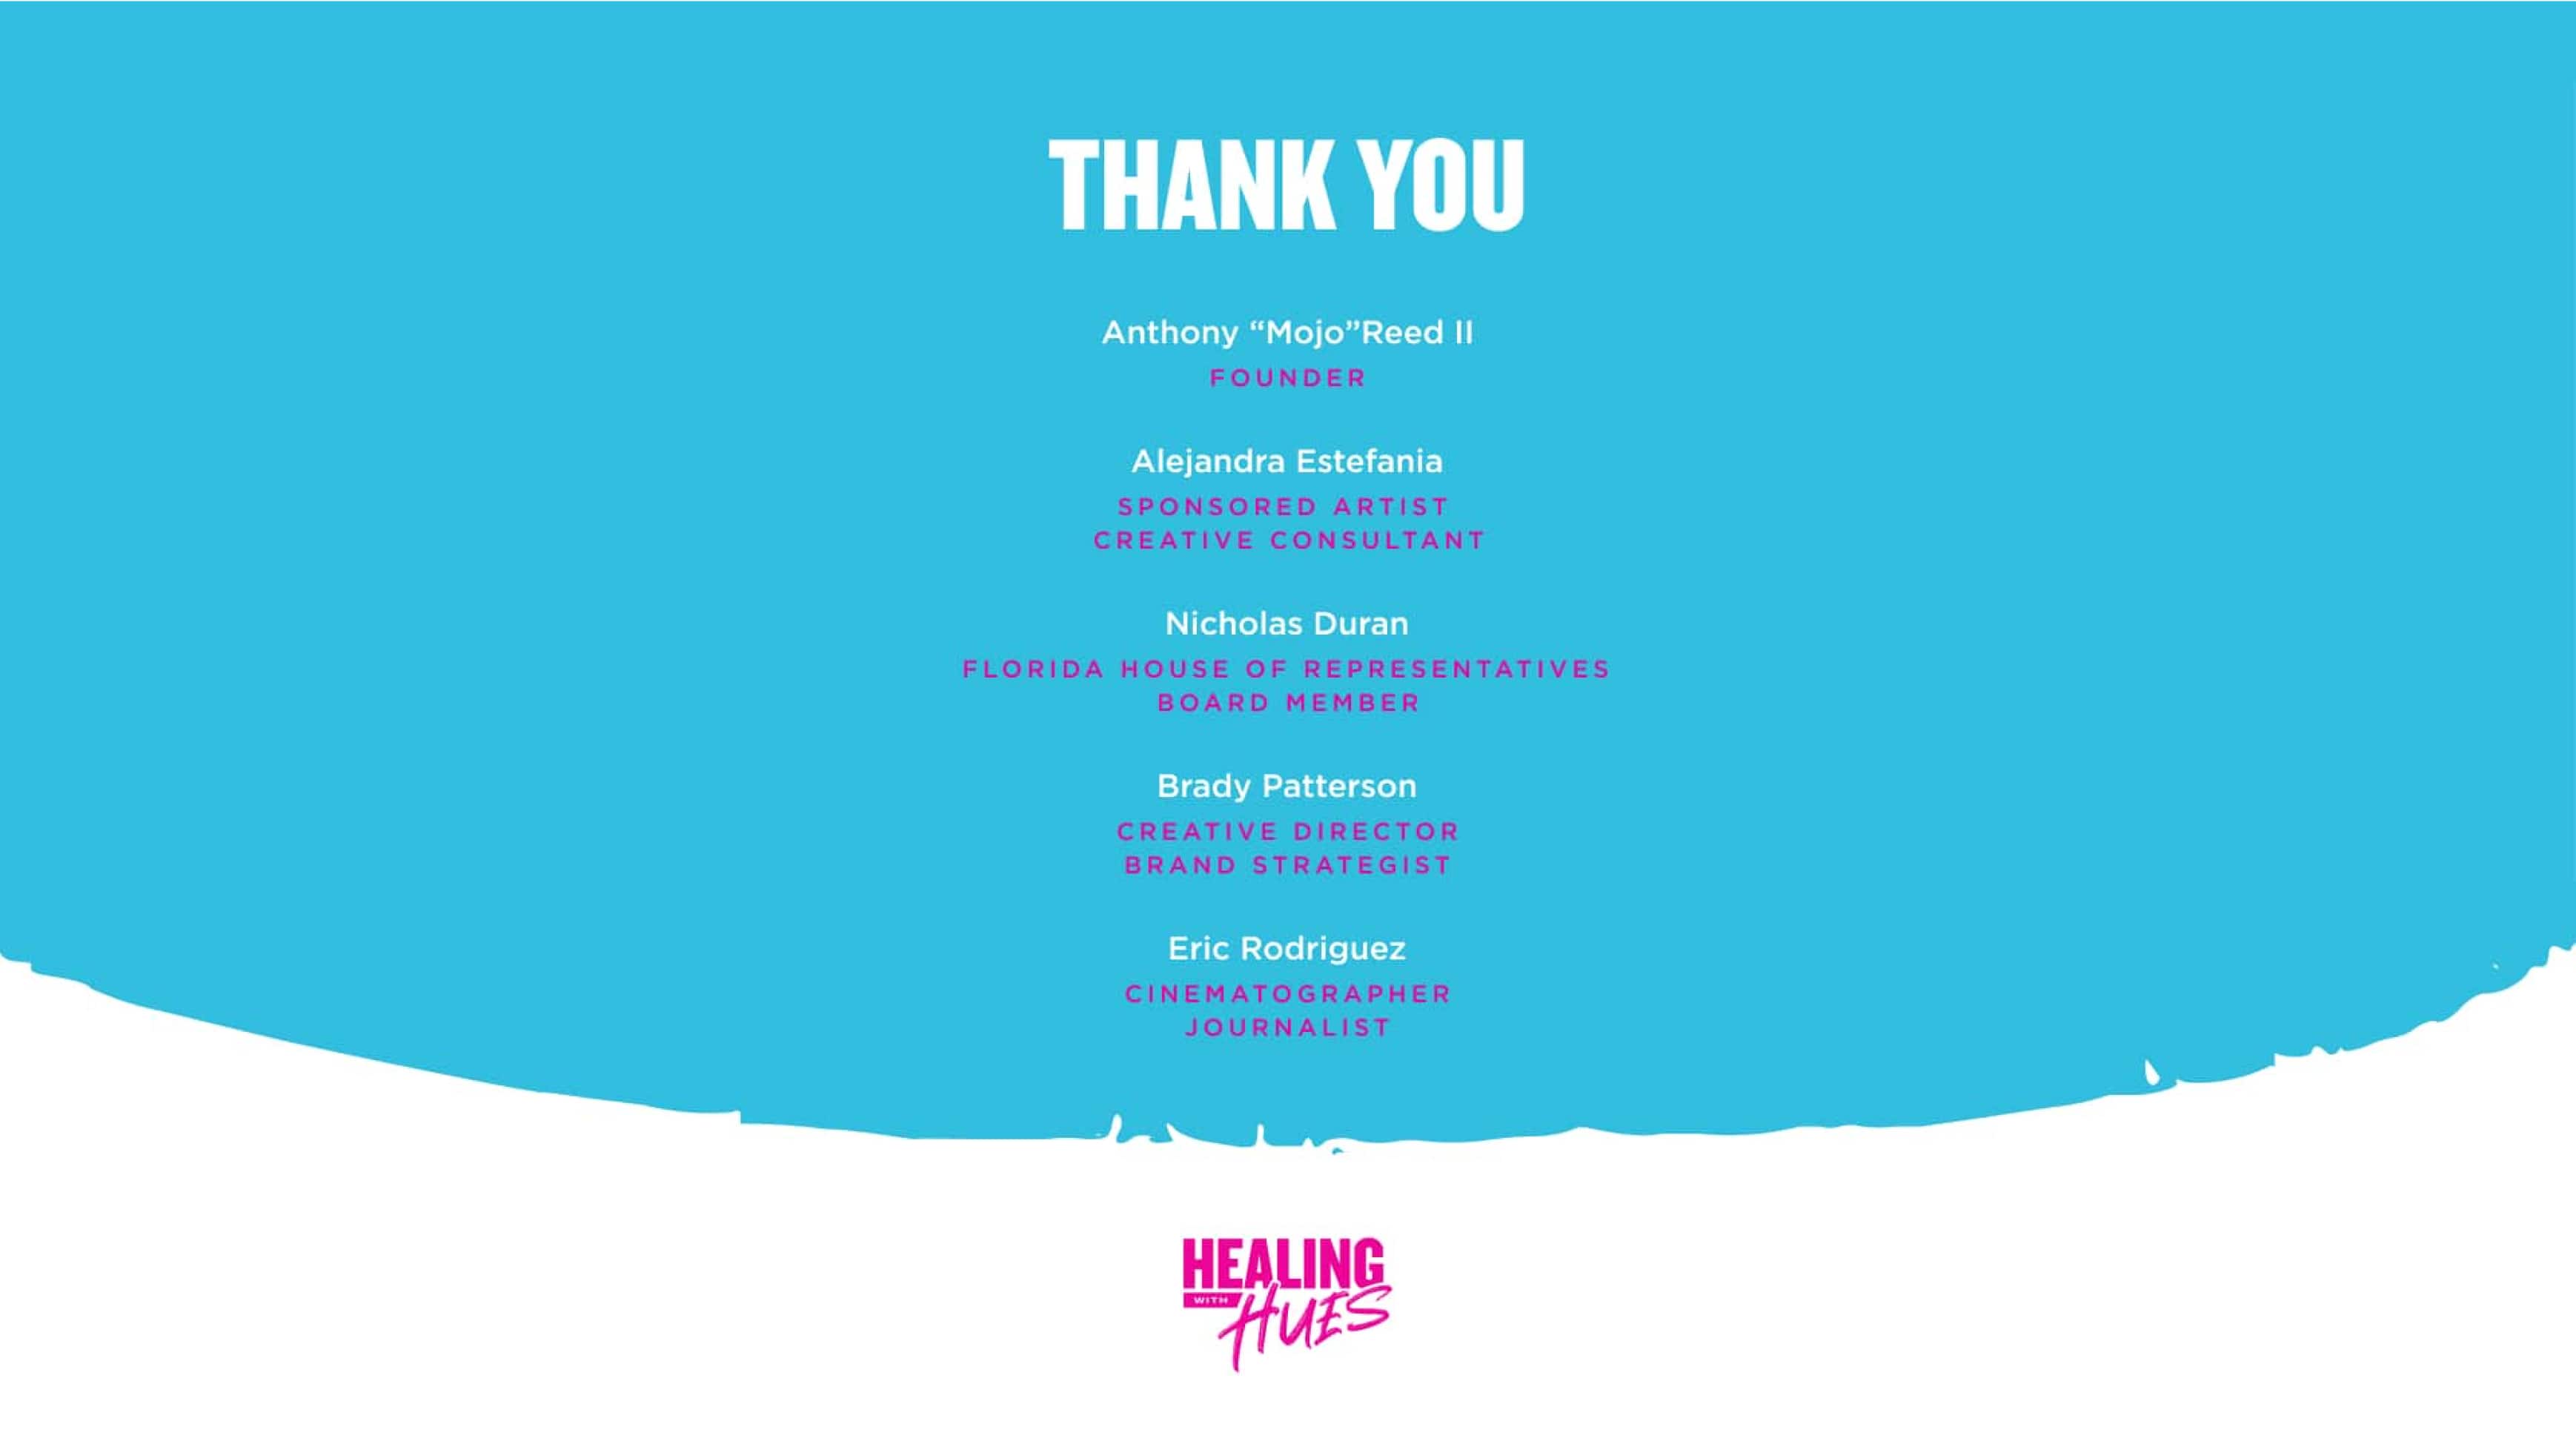 THANK YOU
Anthony “Mojo”Reed II
FOUNDER
Alejandra Estefania
SPONSORED ARTIST
CREATIVE CONSULTANT
Nicholas Duran
FLORIDA HOUSE OF REPRESENTATIVES
BOARD MEMBER
Brady Patterson
CREATIVE DIRECTOR
BRAND STRATEGIST
Eric Rodriguez
CINEMATOGRAPHER
JOURNALIST
HEALING
WITH
HUES